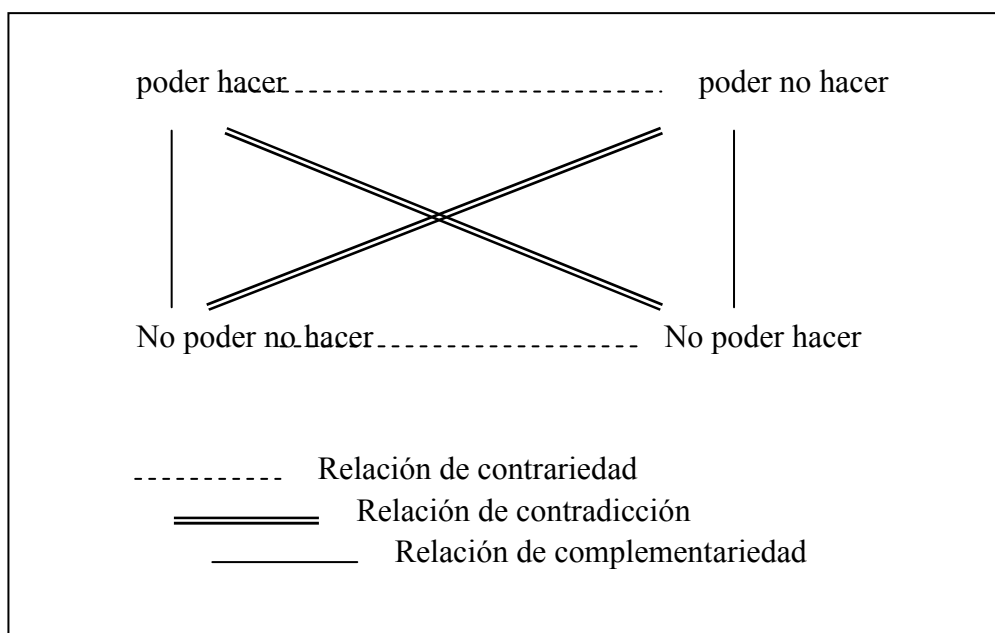 poder hacer poder no hacer
No poder no hacer No poder hacer
Relación de contrariedad
Relación de contradicción
Relación de complementariedad